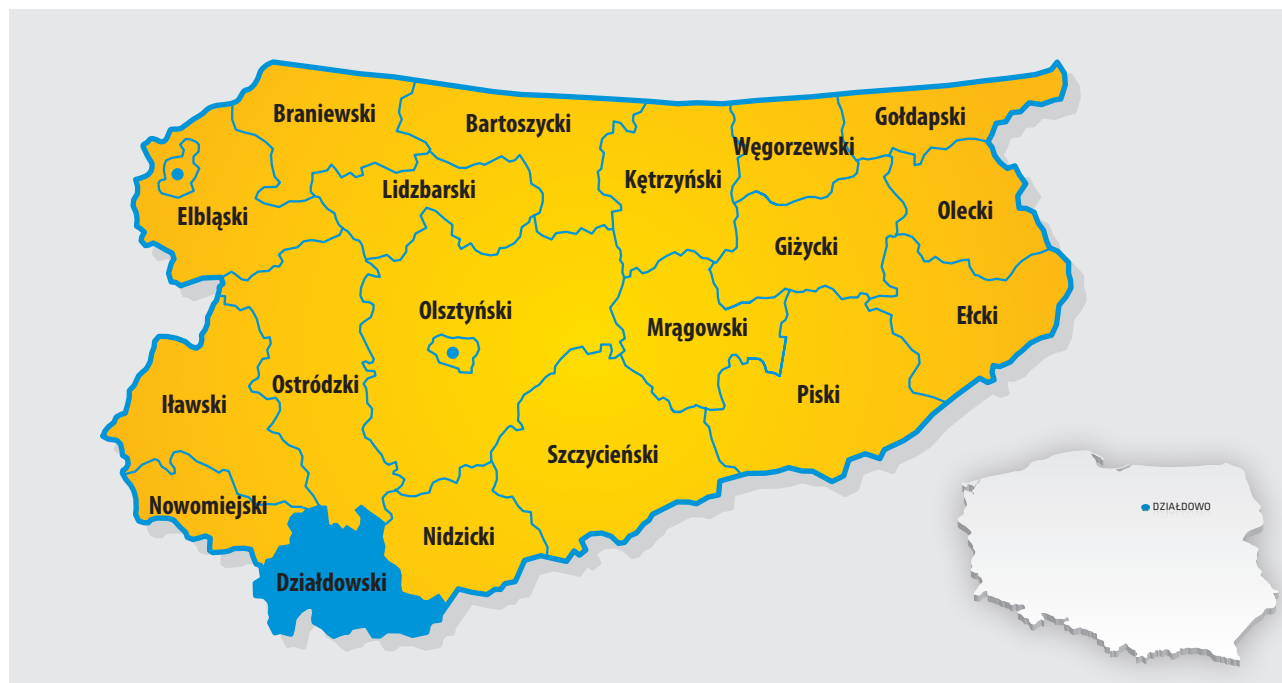 Braniewski
Bartoszycki
Gołdapski
Węgorzewski
Kętrzyński
Lidzbarski
Elbląski
Olecki
Giżycki
Olsztyński
Mrągowski
Ełcki
Ostródzki
Iławski
Piski
Szczycieński
Nowomiejski
DZIAŁDOWO
Nidzicki
Działdowski